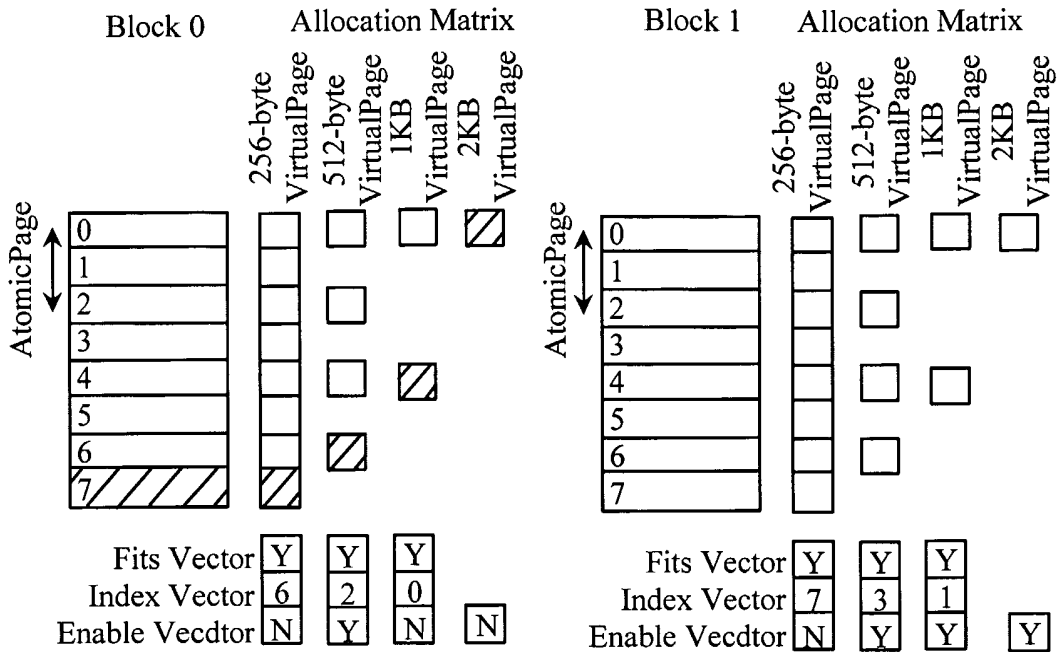 Block 0
Allocation Matrix
256-byte
VirtualPage
512-byte
VirtualPage
1KB
VirtualPage
2KB
VirtualPage
AtomicPage
0
1
2
3
4
5
6
7
Fits Vector Y Y Y
Index Vector 6 2 0
Enable Vecdtor N Y N N
Block 1
Allocation Matrix
256-byte
VirtualPage
512-byte
VirtualPage
1KB
VirtualPage
2KB
VirtualPage
AtomicPage
0
1
2
3
4
5
6
7
Fits Vector Y Y Y
Index Vector 7 3 1
Enable Vecdtor N Y Y Y